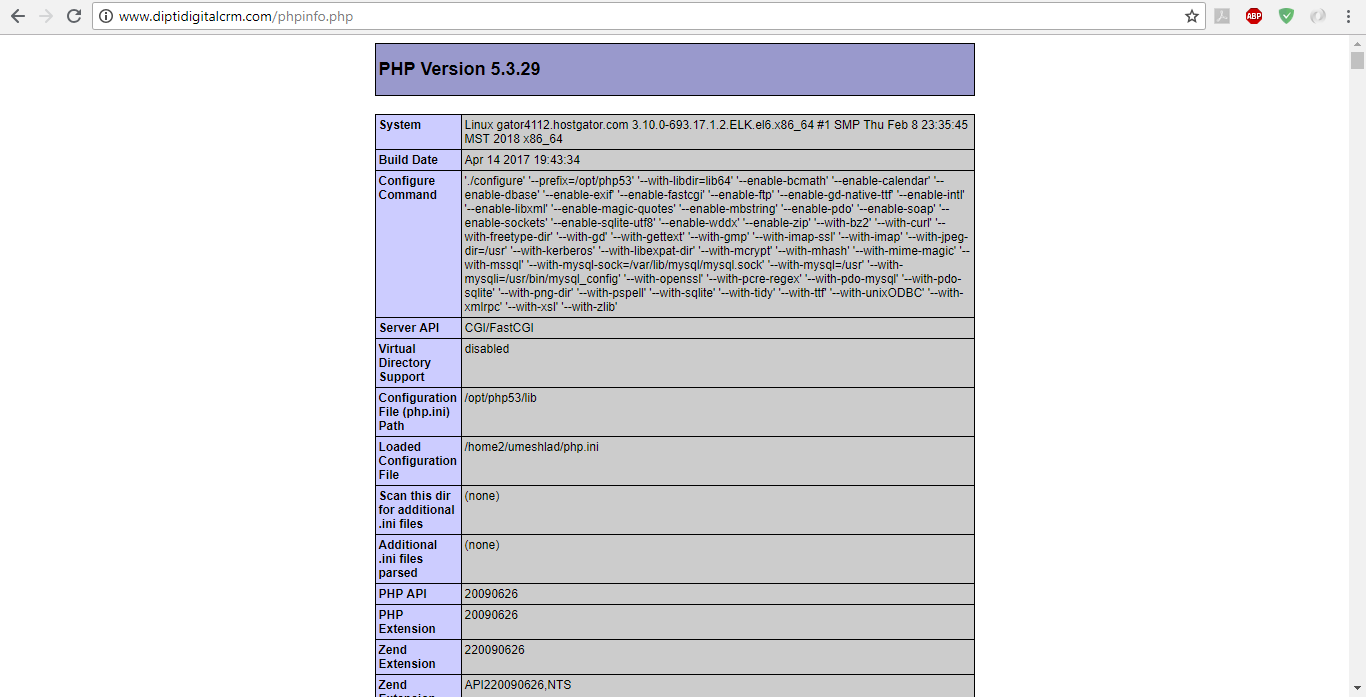 www.diptidigitalcrm.com/phpinfo.php
ABP
PHP Version 5.3.29
System
Linux gator4112.hostgator.com 3.10.0-693.17.1.2.ELK.el6.x86_64 #1 SMP Thu Feb 8 23:35:45
MST 2018 x86_64
Build Date
Apr 14 2017 19:43:34
Configure
Command
'./configure' '--prefix=/opt/php53' '--with-libdir=lib64' '--enable-bcmath' '--enable-calendar' '--
enable-dbase' '--enable-exif' '--enable-fastcgi' '--enable-ftp' '--enable-gd-native-ttf' '--enable-intl'
'--enable-libxml' '--enable-magic-quotes' '--enable-mbstring' '--enable-pdo' '--enable-soap' '--
enable-sockets' '--enable-sqlite-utf8' '--enable-wddx' '--enable-zip' '--with-bz2' '--with-curl' '--
with-freetype-dir' '--with-gd' '--with-gettext' '--with-gmp' '--with-imap-ssl' '--with-imap' '--with-jpeg-
dir=/usr' '--with-kerberos' '--with-libexpat-dir' '--with-mcrypt' '--with-mhash' '--with-mime-magic' '--
with-mssql' '--with-mysql-sock=/var/lib/mysql/mysql.sock' '--with-mysql=/usr' '--with-
mysqli=/usr/bin/mysql_config' '--with-openssl' '--with-pcre-regex' '--with-pdo-mysql' '--with-pdo-
sqlite' '--with-png-dir' '--with-pspell' '--with-sqlite' '--with-tidy' '--with-ttf' '--with-unixODBC' '--with-
xmlrpc' '--with-xsl' '--with-zlib'
Server API
CGI/FastCGI
Virtual
Directory
Support
disabled
Configuration
File (php.ini)
Path
/opt/php53/lib
Loaded
Configuration
File
/home2/umeshlad/php.ini
Scan this dir
for additional
.ini files
(none)
Additional
.ini files
parsed
(none)
PHP API
20090626
PHP
Extension
20090626
Zend
Extension
220090626
Zend
Extension
API220090626,NTS